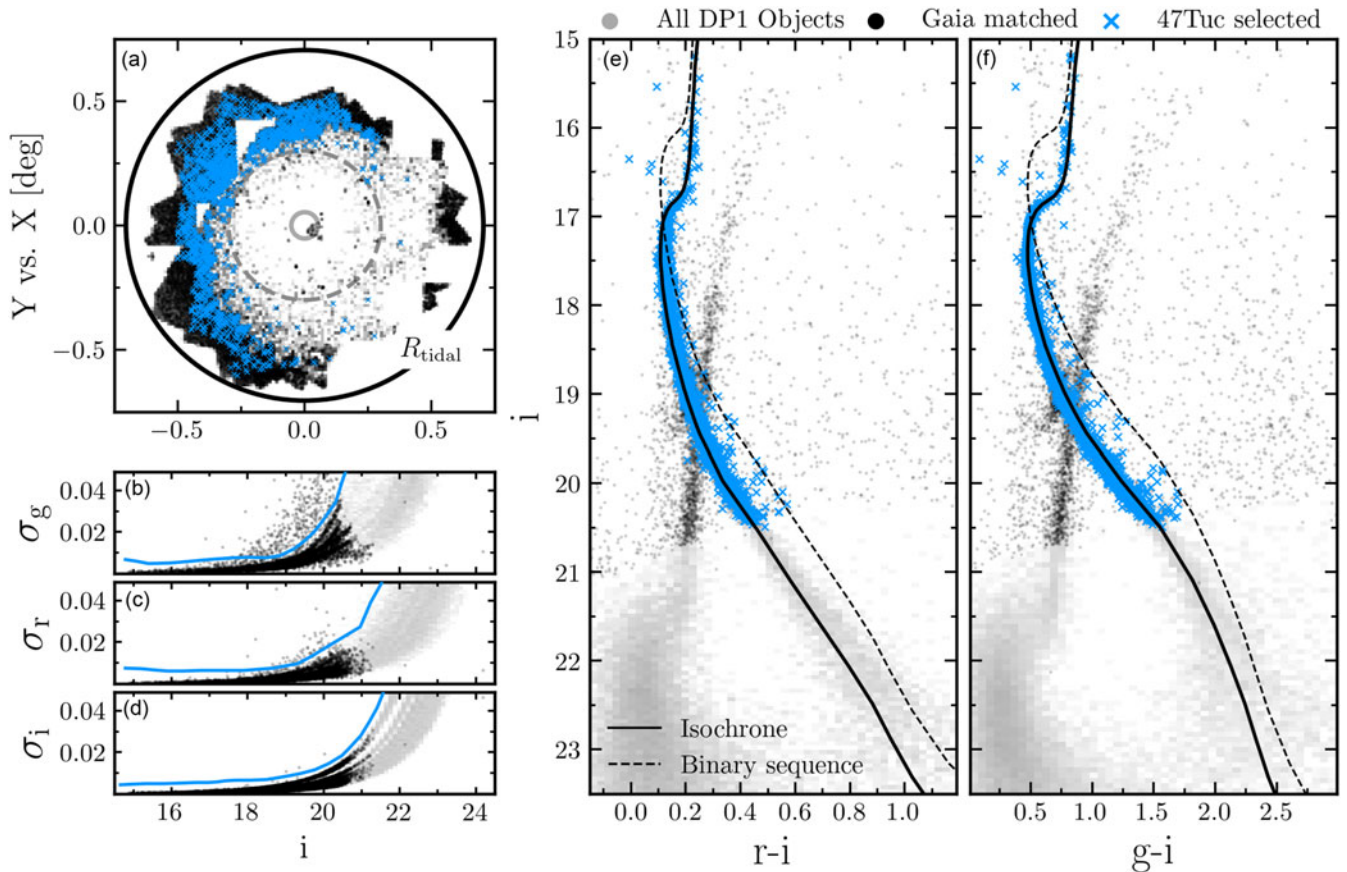 All DP1 Objects Gaia matched 47Tuc selected
(a)
0.5
0.0
−0.5
Y vs. X [deg]
R_tidal
−0.5 0.0 0.5
(b)
0.04
0.02
σ_g
(c)
0.04
0.02
σ_r
(d)
0.04
0.02
σ_i
16 18 20 22 24
i
(e)
15
16
17
18
19
20
21
22
23
i
Isochrone
Binary sequence
0.0 0.2 0.4 0.6 0.8 1.0
r-i
(f)
0.5 1.0 1.5 2.0 2.5
g-i